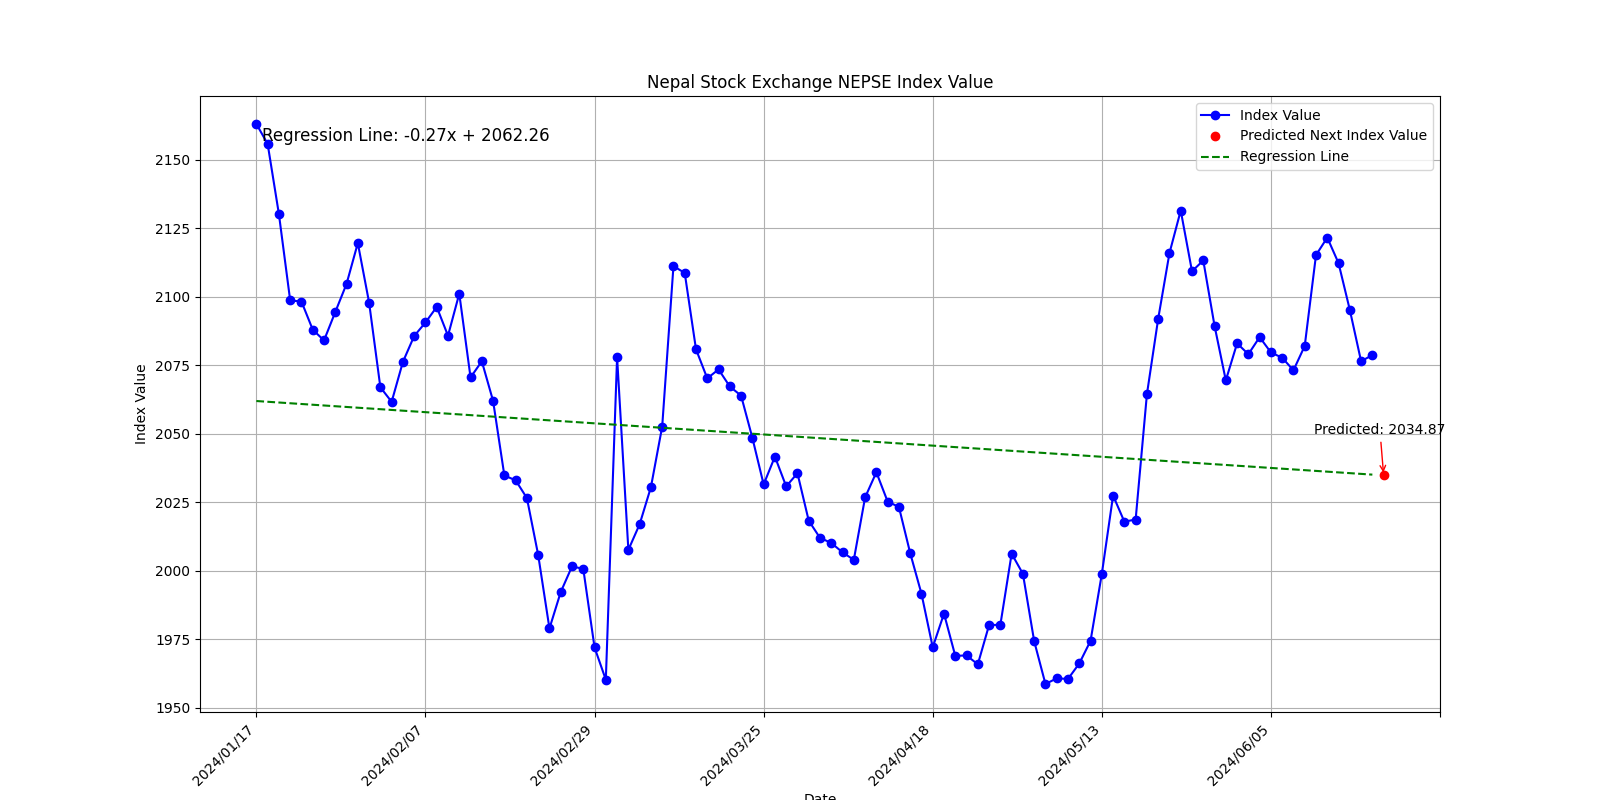 Nepal Stock Exchange NEPSE Index Value
Regression Line: -0.27x + 2062.26
Index Value
Predicted Next Index Value
Regression Line
2150
2125
2100
2075
2050
2025
2000
1975
1950
Index Value
Predicted: 2034.87
2024/01/17
2024/02/07
2024/02/29
2024/03/25
2024/04/18
2024/05/13
2024/06/05
Date